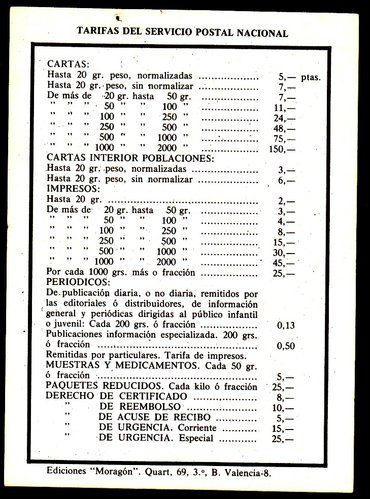 TARIFAS DEL SERVICIO POSTAL NACIONAL
CARTAS:
Hasta 20 gr. peso, normalizadas .................... 5,— ptas.
Hasta 20 gr. peso, sin normalizar .................... 7,—
De más de 20 gr. hasta 50 gr. .................... 7,—
" " " 50 " " 100 " .................... 11,—
" " " 100 " " 250 " .................... 24,—
" " " 250 " " 500 " .................... 48,—
" " " 500 " " 1000 " .................... 75,—
" " " 1000 " " 2000 " .................... 150,—
CARTAS INTERIOR POBLACIONES:
Hasta 20 gr. peso, normalizadas .................... 3,—
Hasta 20 gr. peso, sin normalizar .................... 6,—
IMPRESOS:
Hasta 20 gr. .................... 2,—
De más de 20 gr. hasta 50 gr. .................... 3,—
" " " 50 " " 100 " .................... 4,—
" " " 100 " " 250 " .................... 8,—
" " " 250 " " 500 " .................... 15,—
" " " 500 " " 1000 " .................... 30,—
" " " 1000 " " 2000 " .................... 45,—
Por cada 1000 grs. más o fracción .................... 25,—
PERIODICOS:
De publicación diaria, o no diaria, remitidos por
las editoriales ó distribuidores, de información
general y periódicas dirigidas al público infantil
o juvenil: Cada 200 grs. ó fracción .................... 0,13
Publicaciones información especializada. 200 grs.
ó fracción .................... 0,50
Remitidas por particulares. Tarifa de impresos.
MUESTRAS Y MEDICAMENTOS. Cada 50 gr.
ó fracción .................... 5,—
PAQUETES REDUCIDOS. Cada kilo ó fracción 25,—
DERECHO DE CERTIFICADO .................... 8,—
" DE REEMBOLSO .................... 10,—
" DE ACUSE DE RECIBO .................... 5,—
" DE URGENCIA. Corriente .................... 15,—
" DE URGENCIA. Especial .................... 25,—
Ediciones "Moragón". Quart, 69, 3.º, B. Valencia-8.